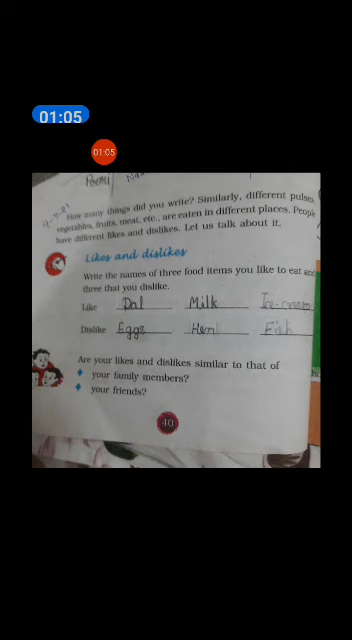 01:05
01:05
How many things did you write? Similarly, different pulses,
vegetables, fruits, meat, etc., are eaten in different places. People
have different likes and dislikes. Let us talk about it.
Likes and dislikes
Write the names of three food items you like to eat and
three that you dislike.
Like Dal Milk Ice-cream
Dislike Eggs Hen Fish
Are your likes and dislikes similar to that of
your family members?
your friends?
40